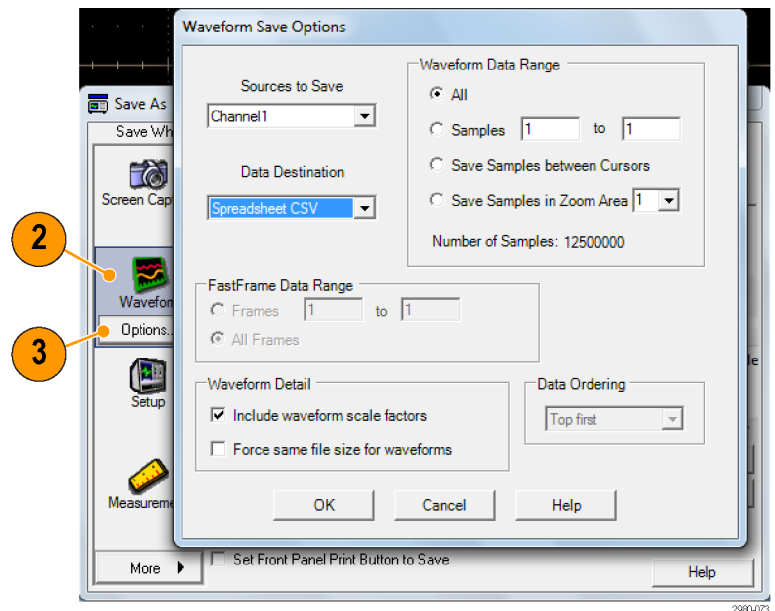 Waveform Save Options
Save As
Save Wh
Screen Cap
2
Wavefor
3
Options..
Setup
Measureme
More
Sources to Save
Channel1
Data Destination
Spreadsheet CSV
Waveform Data Range
All
Samples 1 to 1
Save Samples between Cursors
Save Samples in Zoom Area 1
Number of Samples: 12500000
FastFrame Data Range
Frames 1 to 1
All Frames
Waveform Detail
Include waveform scale factors
Force same file size for waveforms
Data Ordering
Top first
OK Cancel Help
le
Set Front Panel Print Button to Save
Help
2980-073